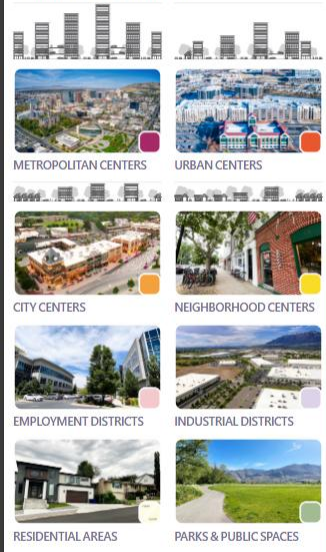 METROPOLITAN CENTERS
URBAN CENTERS
CITY CENTERS
NEIGHBORHOOD CENTERS
EMPLOYMENT DISTRICTS
INDUSTRIAL DISTRICTS
RESIDENTIAL AREAS
PARKS & PUBLIC SPACES